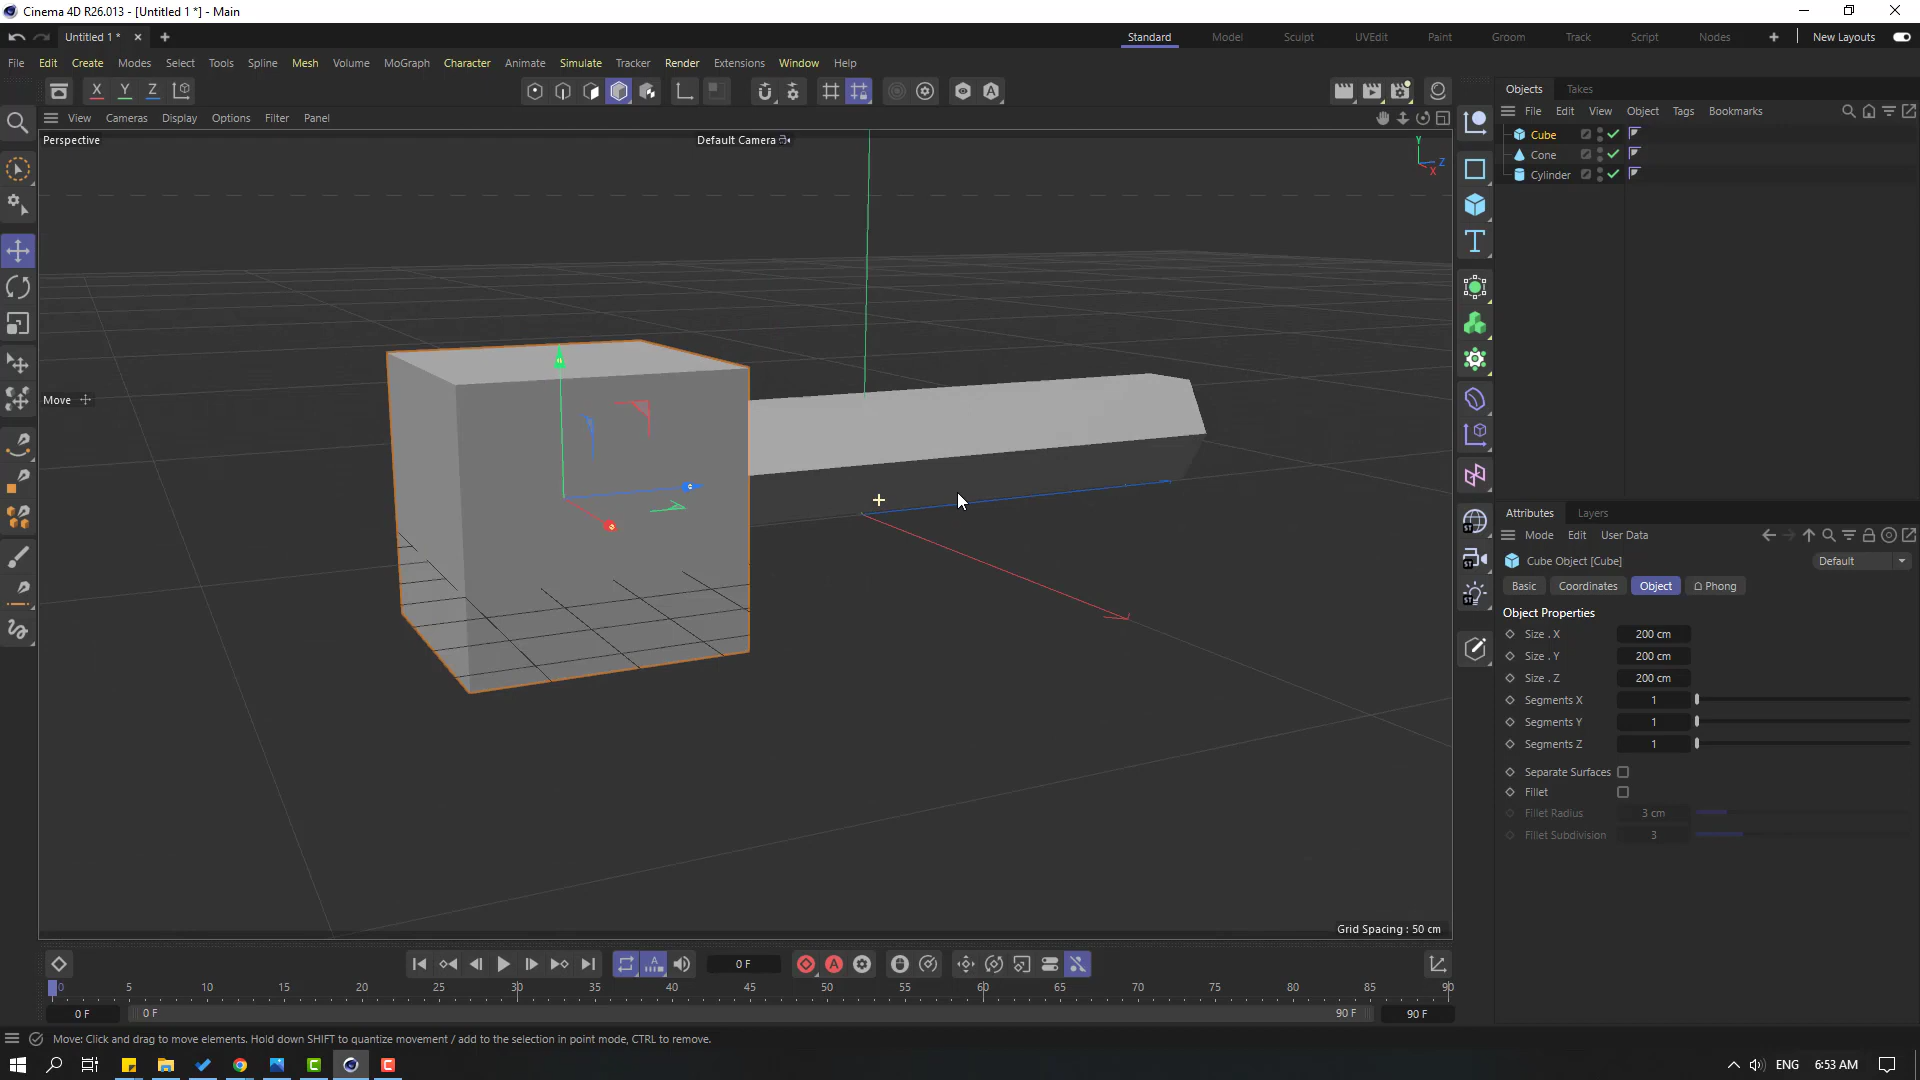 Cinema 4D R26.013 - [Untitled 1 *] - Main
Untitled 1 *
Standard Model Sculpt UVEdit Paint Groom Track Script Nodes New Layouts
File Edit Create Modes Select Tools Spline Mesh Volume MoGraph Character Animate Simulate Tracker Render Extensions Window Help
X Y Z
Objects Takes
File Edit View Object Tags Bookmarks
View Cameras Display Options Filter Panel
Perspective
Default Camera
Y
Z
X
Cube
Cone
Cylinder
Move
Attributes Layers
Mode Edit User Data
Cube Object [Cube]
Default
Basic Coordinates Object Phong
Object Properties
Size . X 200 cm
Size . Y 200 cm
Size . Z 200 cm
Segments X 1
Segments Y 1
Segments Z 1
Separate Surfaces
Fillet
Fillet Radius 3 cm
Fillet Subdivision 3
ST
ST
ST
Grid Spacing : 50 cm
0 F
0 5 10 15 20 25 30 35 40 45 50 55 60 65 70 75 80 85 90
0 F 0 F 90 F 90 F
Move: Click and drag to move elements. Hold down SHIFT to quantize movement / add to the selection in point mode, CTRL to remove.
ENG 6:53 AM